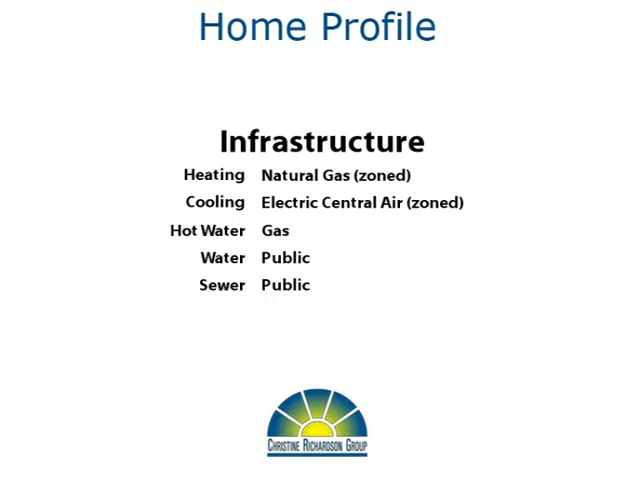 Home Profile
Infrastructure
Heating Natural Gas (zoned)
Cooling Electric Central Air (zoned)
Hot Water Gas
Water Public
Sewer Public
Christine Richardson Group